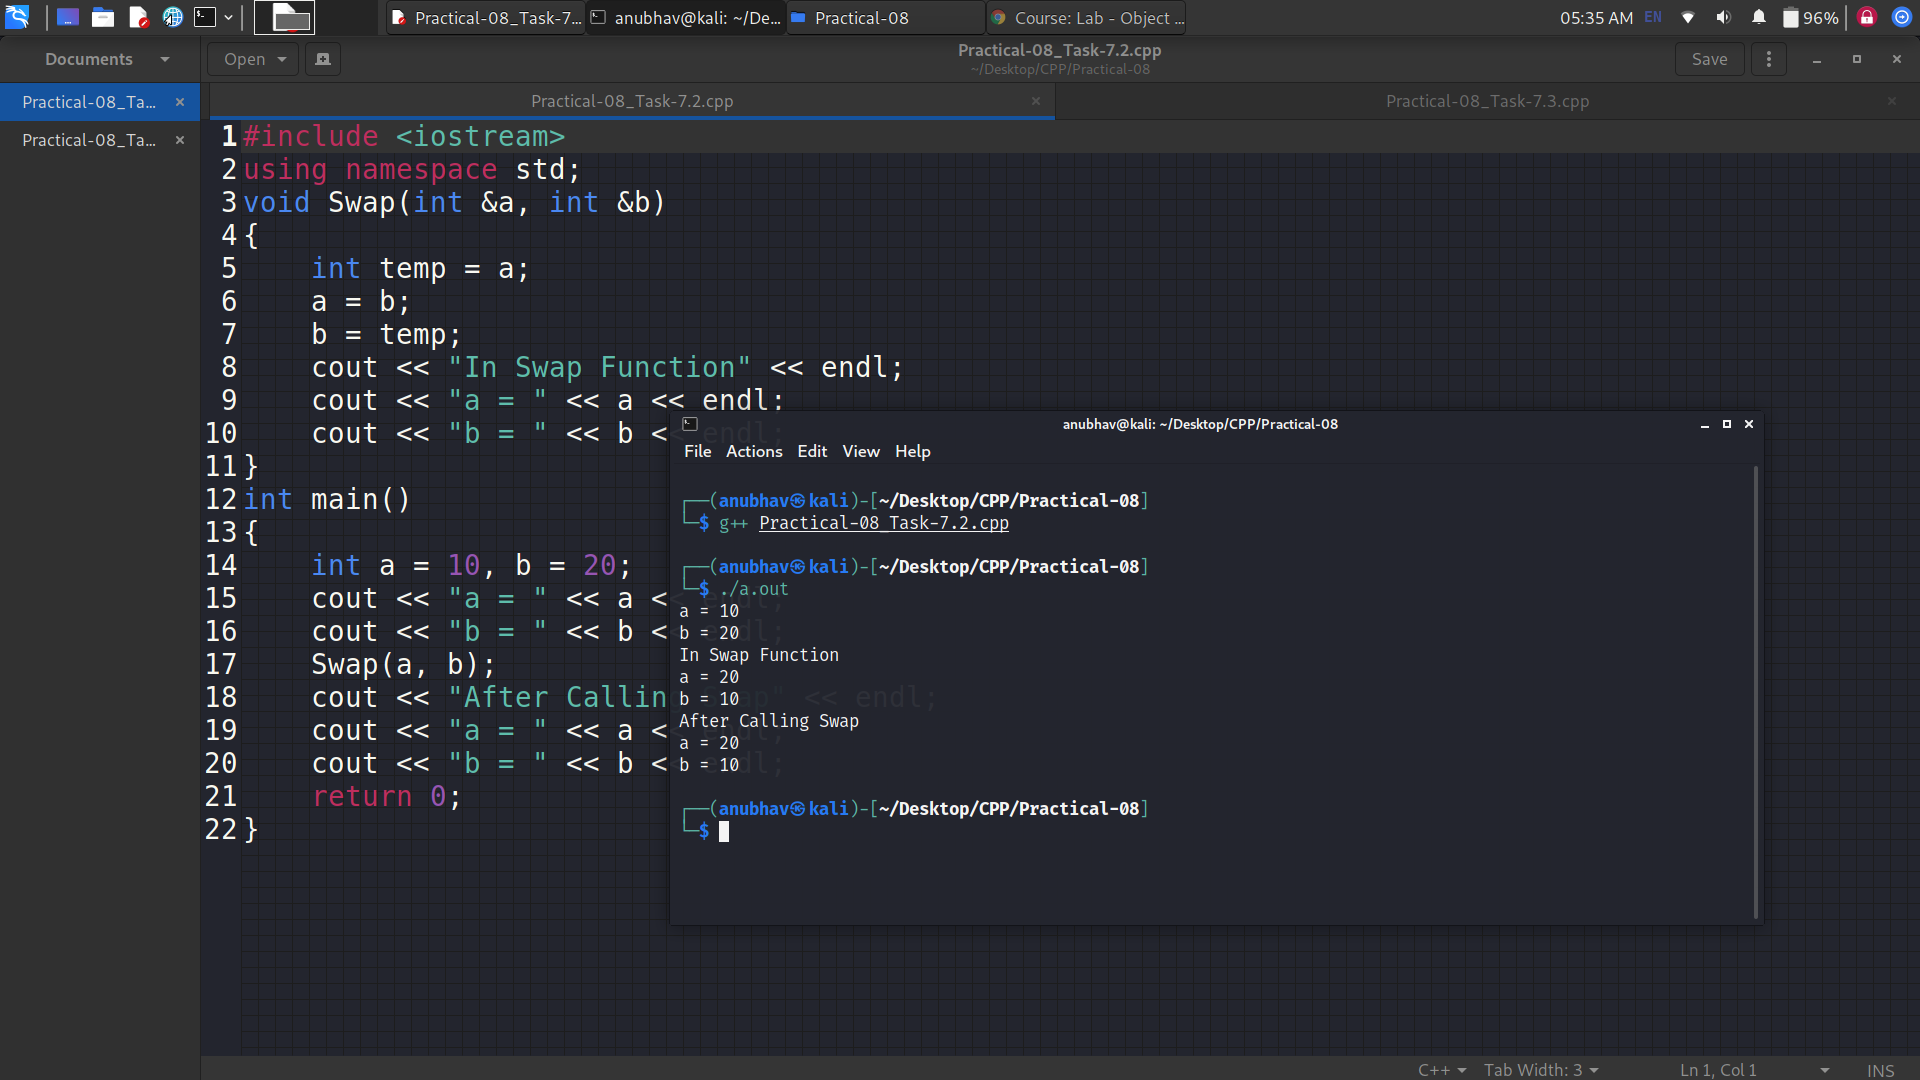 Practical-08_Task-7...
anubhav@kali: ~/De...
Practical-08
Course: Lab - Object ...
05:35 AM
EN
96%
Documents
Open
Practical-08_Task-7.2.cpp
~/Desktop/CPP/Practical-08
Save
Practical-08_Ta...
Practical-08_Ta...
Practical-08_Task-7.2.cpp
Practical-08_Task-7.3.cpp
1 #include <iostream>
2 using namespace std;
3 void Swap(int &a, int &b)
4 {
5     int temp = a;
6     a = b;
7     b = temp;
8     cout << "In Swap Function" << endl;
9     cout << "a = " << a << endl;
10     cout << "b = " << b << endl;
11 }
12 int main()
13 {
14     int a = 10, b = 20;
15     cout << "a = " << a << endl;
16     cout << "b = " << b << endl;
17     Swap(a, b);
18     cout << "After Calling Swap" << endl;
19     cout << "a = " << a << endl;
20     cout << "b = " << b << endl;
21     return 0;
22 }
anubhav@kali: ~/Desktop/CPP/Practical-08
File Actions Edit View Help
┌──(anubhav㉿kali)-[~/Desktop/CPP/Practical-08]
└─$ g++ Practical-08_Task-7.2.cpp
┌──(anubhav㉿kali)-[~/Desktop/CPP/Practical-08]
└─$ ./a.out
a = 10
b = 20
In Swap Function
a = 20
b = 10
After Calling Swap
a = 20
b = 10
┌──(anubhav㉿kali)-[~/Desktop/CPP/Practical-08]
└─$
C++
Tab Width: 3
Ln 1, Col 1
INS